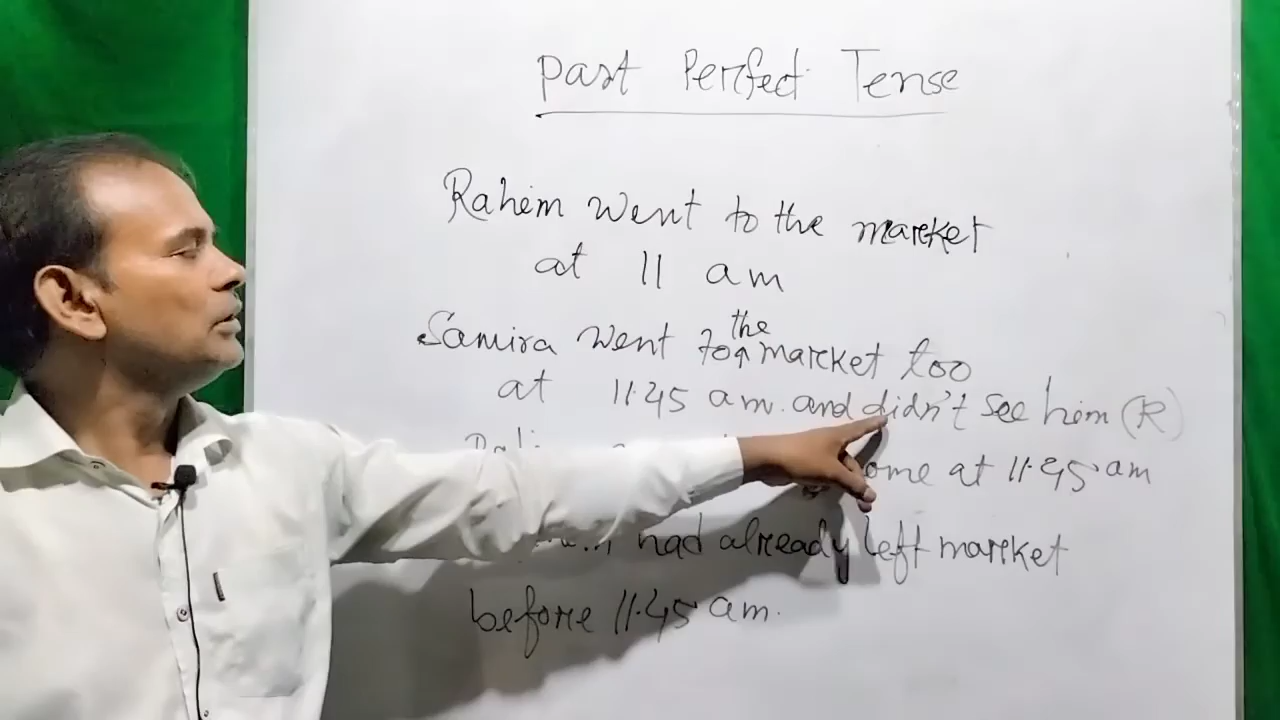 Past Perfect Tense
Rahim went to the market
at 11 am
the
Samira went to market too
at 11.45 am. and didn't see him (R)
at 11.45 am
had already left market
before 11.45 am.